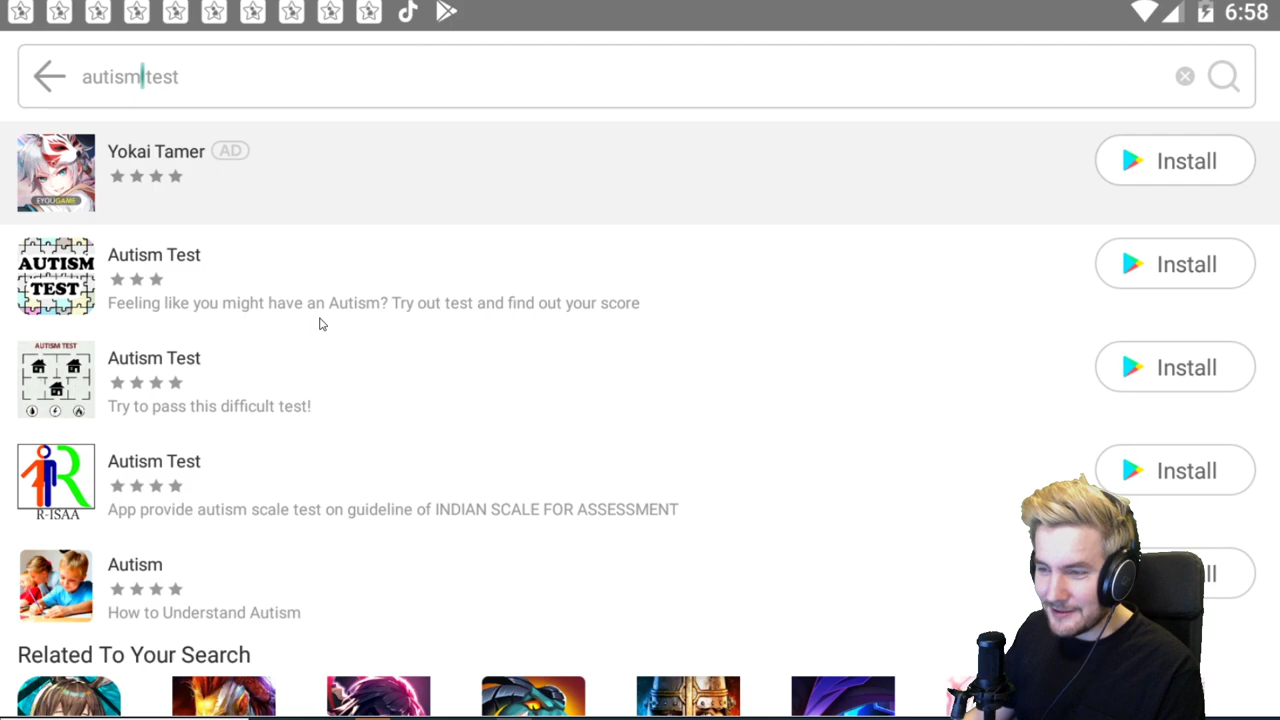 6:58
autism test
Yokai Tamer AD
EYOUGAME
Install
Autism Test
AUTISM
TEST
Feeling like you might have an Autism? Try out test and find out your score
Install
Autism Test
AUTISM TEST
Try to pass this difficult test!
Install
Autism Test
R
R-ISAA
App provide autism scale test on guideline of INDIAN SCALE FOR ASSESSMENT
Install
Autism
How to Understand Autism
ll
Related To Your Search